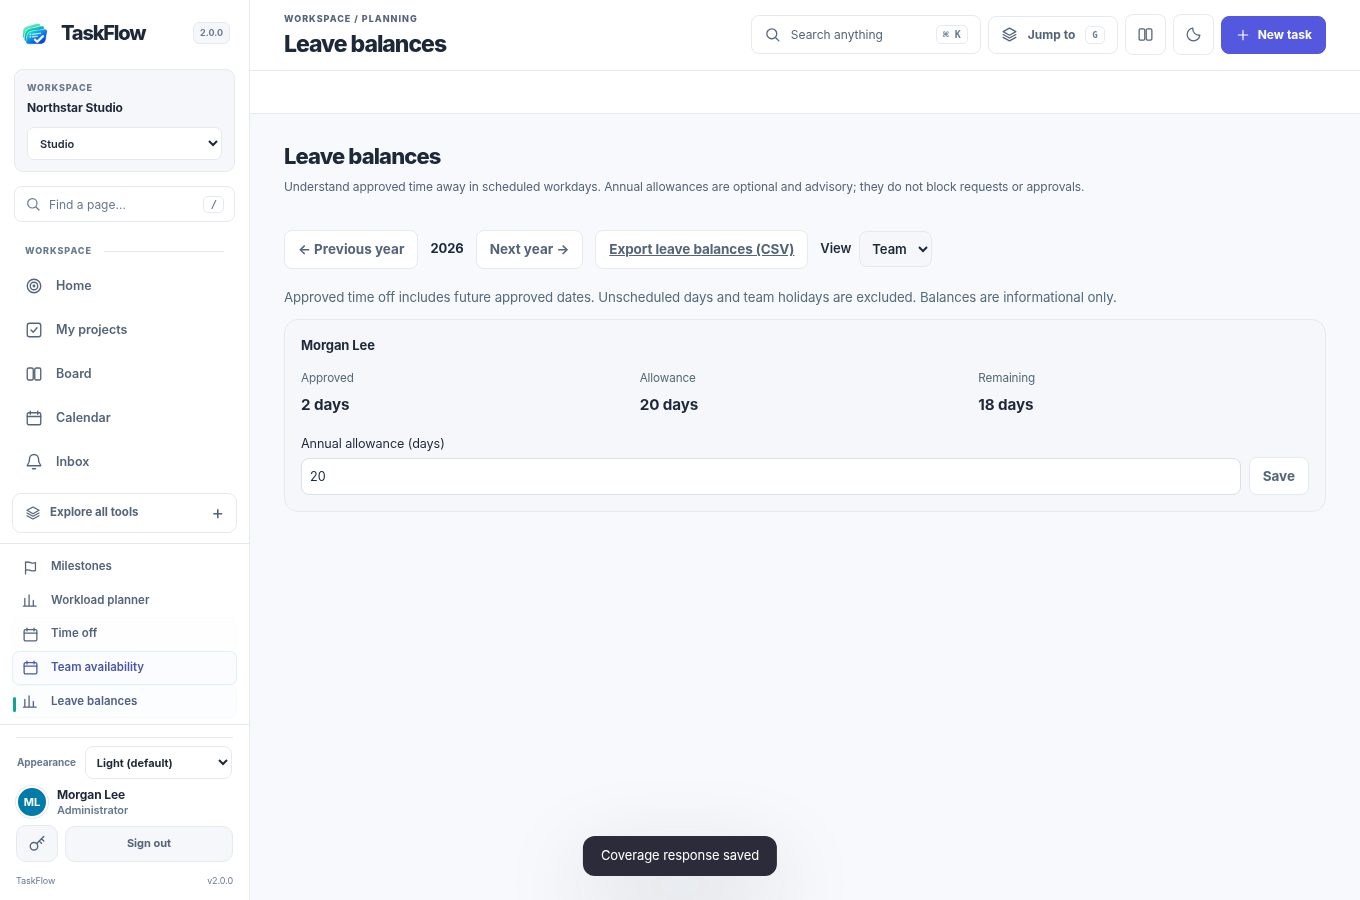 TaskFlow
2.0.0
WORKSPACE
Northstar Studio
Studio
Find a page...
/
WORKSPACE
Home
My projects
Board
Calendar
Inbox
Explore all tools
+
Milestones
Workload planner
Time off
Team availability
Leave balances
Appearance
Light (default)
ML
Morgan Lee
Administrator
Sign out
TaskFlow
v2.0.0
WORKSPACE / PLANNING
Leave balances
Search anything
⌘ K
Jump to
G
+ New task
Leave balances
Understand approved time away in scheduled workdays. Annual allowances are optional and advisory; they do not block requests or approvals.
← Previous year
2026
Next year →
Export leave balances (CSV)
View
Team
Approved time off includes future approved dates. Unscheduled days and team holidays are excluded. Balances are informational only.
Morgan Lee
Approved
2 days
Allowance
20 days
Remaining
18 days
Annual allowance (days)
20
Save
Coverage response saved